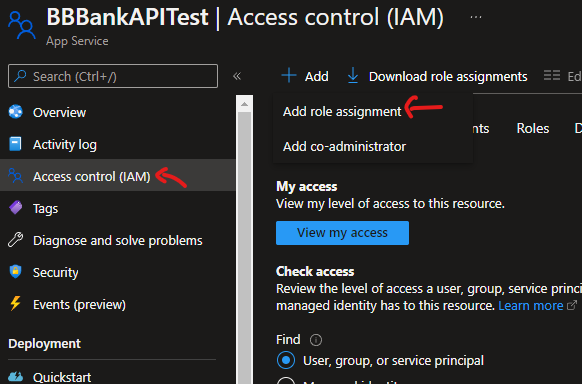 BBBankAPITest | Access control (IAM) ...
App Service
Search (Ctrl+/) «
Overview
Activity log
Access control (IAM)
Tags
Diagnose and solve problems
Security
Events (preview)
Deployment
Quickstart
+ Add Download role assignments Ed
Add role assignment
Add co-administrator
nts Roles D
My access
View my level of access to this resource.
View my access
Check access
Review the level of access a user, group, service princi
managed identity has to this resource. Learn more
Find
User, group, or service principal